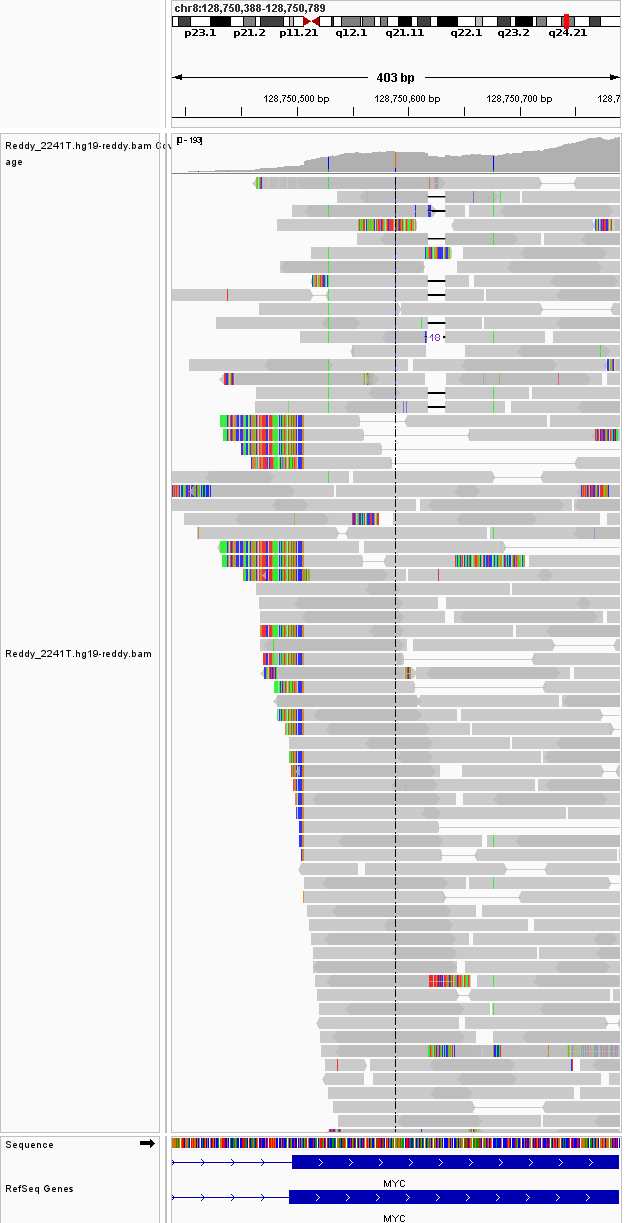 chr8:128,750,388-128,750,789
p23.1 p21.2 p11.21 q12.1 q21.11 q22.1 q23.2 q24.21
403 bp
128,750,500 bp 128,750,600 bp 128,750,700 bp 128,7
Reddy_2241T.hg19-reddy.bam Cov
age
[0 - 193]
18
Reddy_2241T.hg19-reddy.bam
Sequence
MYC
RefSeq Genes
MYC